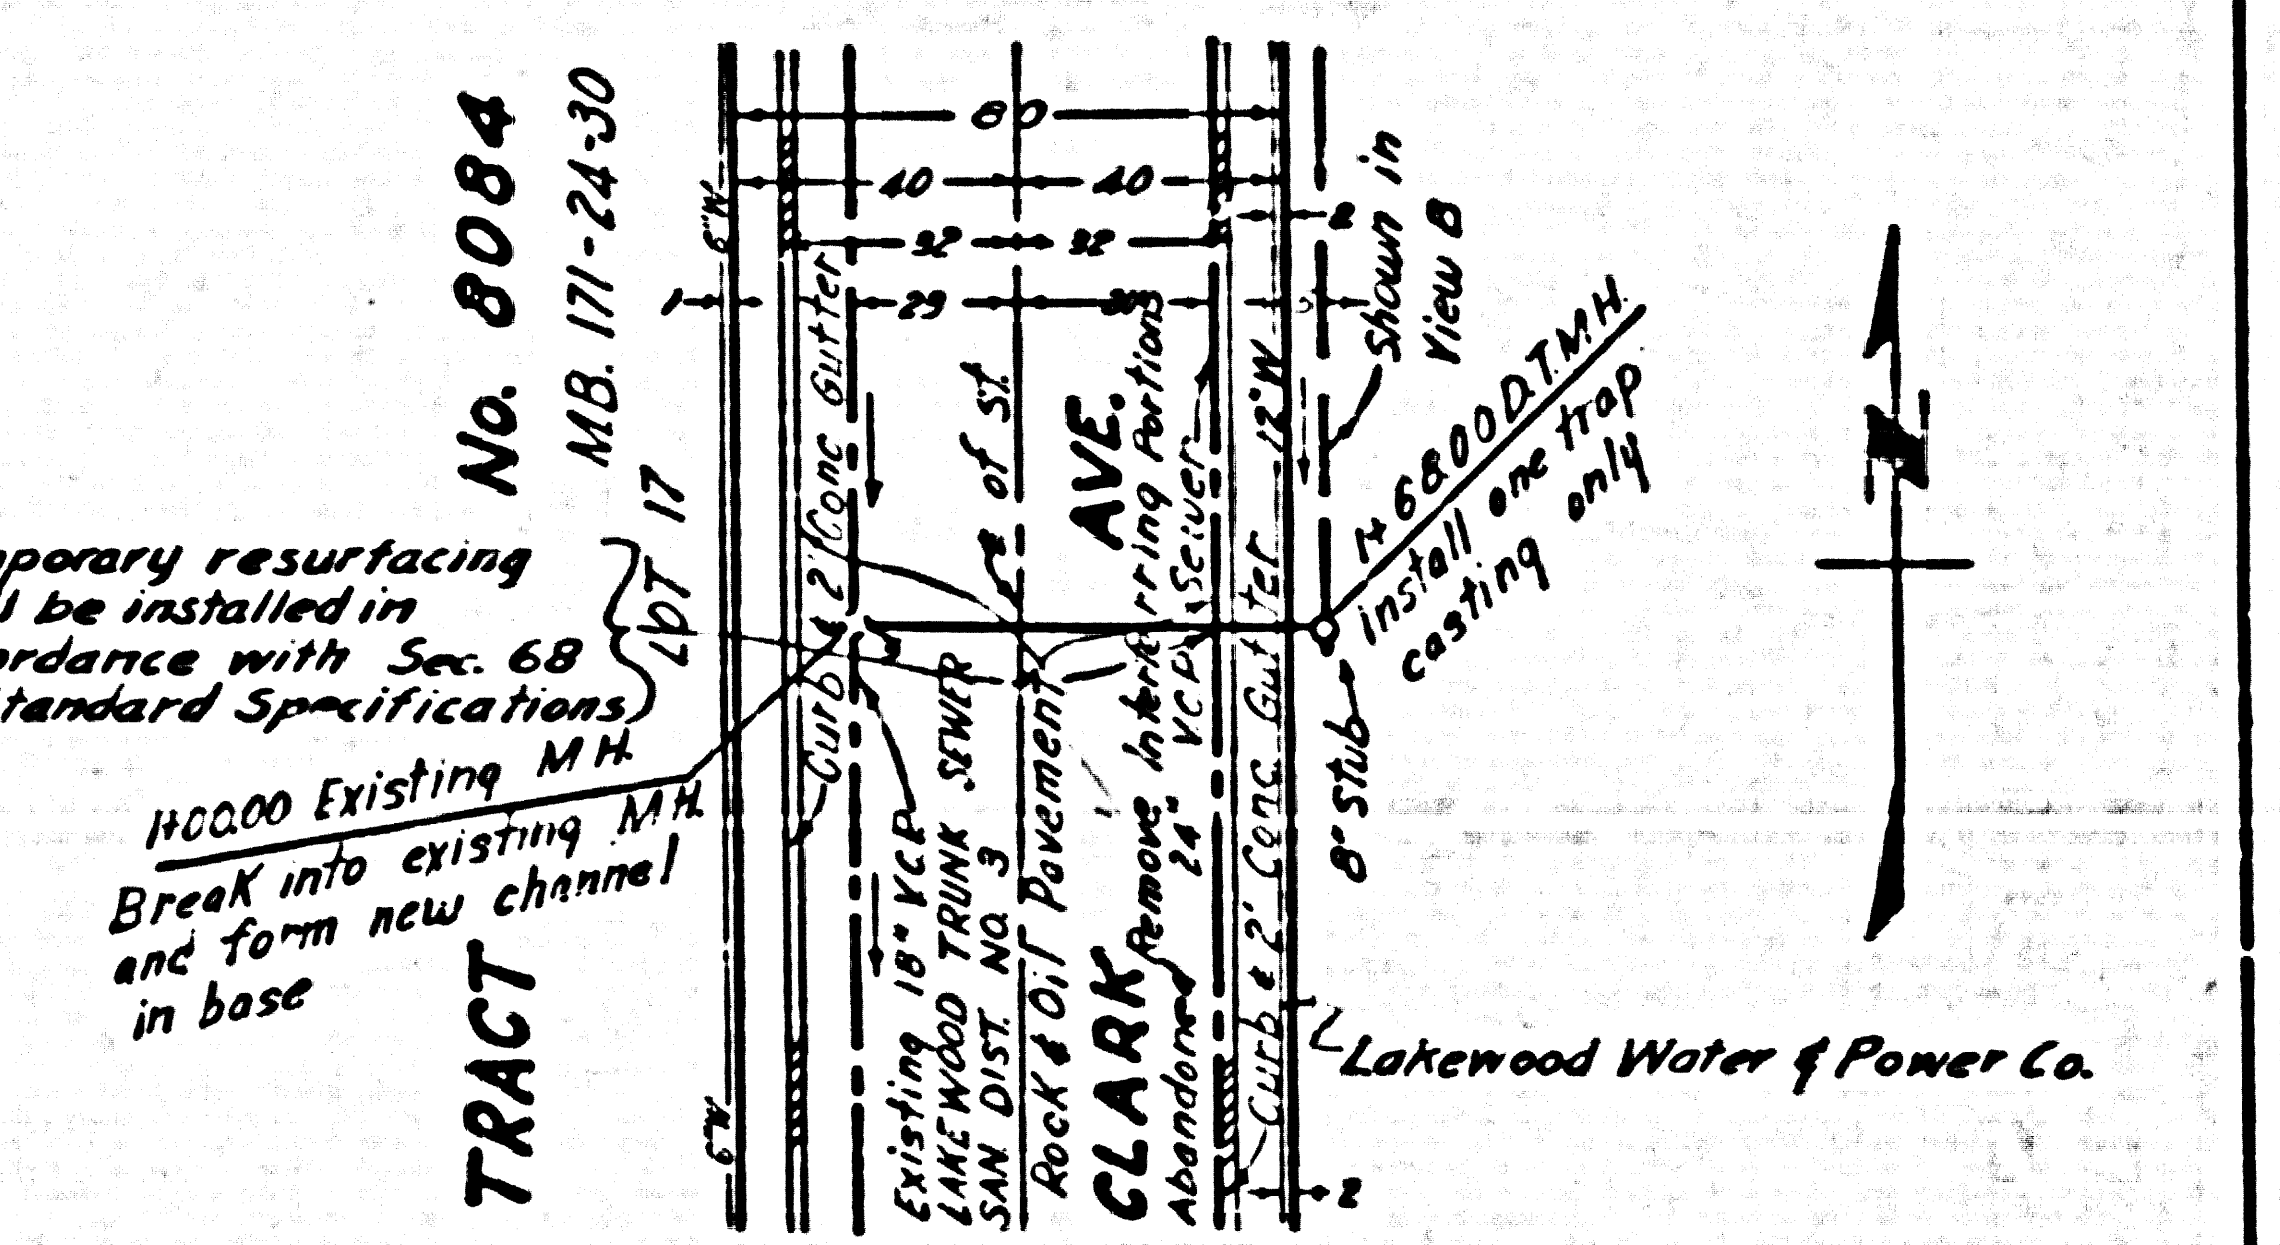 TRACT No. 8084
M.B. 171-24-30
LOT 17
80
40 40
32 32
2
1 29
6"W
6"W
Curb & 2' Conc Gutter
℄ of ST.
Shown in
View B
1+68.00 D.T.M.H.
install one trap
casting only
8" Stub
porary resurfacing
l be installed in
ordance with Sec. 68
tandard Specifications
1+00.00 Existing M.H.
Break into existing M.H.
and form new channel
in base
Existing 18" VCP
LAKEWOOD TRUNK SEWER
SAN DIST. NO. 3
Rock & Oil Pavement
CLARK AVE.
Remove Interferring Portions
Abandoned 24" VCP Sewer
Curb & 2' Conc Gutter
12" W
Lakewood Water & Power Co.
2
N